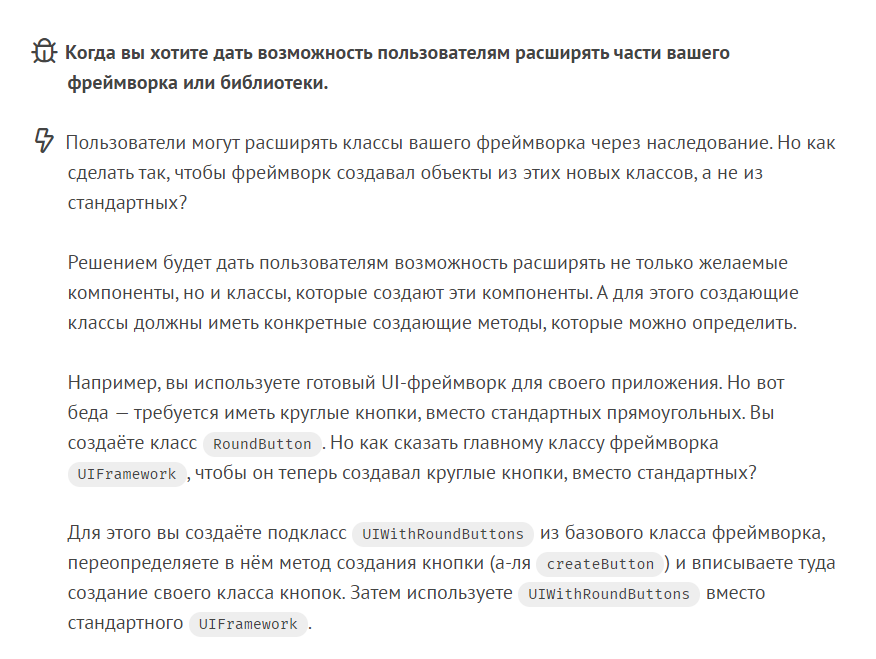 Когда вы хотите дать возможность пользователям расширять части вашего
фреймворка или библиотеки.
Пользователи могут расширять классы вашего фреймворка через наследование. Но как
сделать так, чтобы фреймворк создавал объекты из этих новых классов, а не из
стандартных?
Решением будет дать пользователям возможность расширять не только желаемые
компоненты, но и классы, которые создают эти компоненты. А для этого создающие
классы должны иметь конкретные создающие методы, которые можно определить.
Например, вы используете готовый UI-фреймворк для своего приложения. Но вот
беда — требуется иметь круглые кнопки, вместо стандартных прямоугольных. Вы
создаёте класс RoundButton. Но как сказать главному классу фреймворка
UIFramework, чтобы он теперь создавал круглые кнопки, вместо стандартных?
Для этого вы создаёте подкласс UIWithRoundButtons из базового класса фреймворка,
переопределяете в нём метод создания кнопки (а-ля createButton) и вписываете туда
создание своего класса кнопок. Затем используете UIWithRoundButtons вместо
стандартного UIFramework.